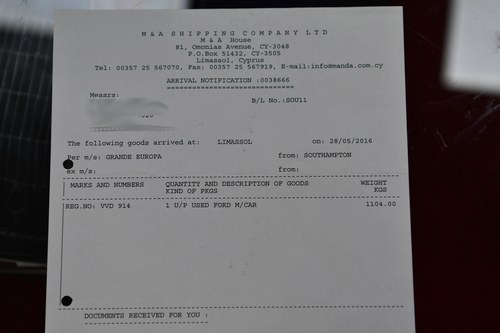 M & A SHIPPING COMPANY LTD
M & A House
81, Omonias Avenue, CY-3048
P.O.Box 51432, CY-3505
Limassol, Cyprus
Tel: 00357 25 567070, Fax: 00357 25 567919, E-mail:info@manda.com.cy
ARRIVAL NOTIFICATION :0038666
Messrs:
B/L No.:SOU11
The following goods arrived at: LIMASSOL on: 28/05/2016
Per m/s: GRANDE EUROPA from: SOUTHAMPTON
ex m/s: from:
MARKS AND NUMBERS QUANTITY AND DESCRIPTION OF GOODS WEIGHT
KIND OF PKGS KGS
REG.NO: VVD 914 1 U/P USED FORD M/CAR 1104.00
DOCUMENTS RECEIVED FOR YOU :